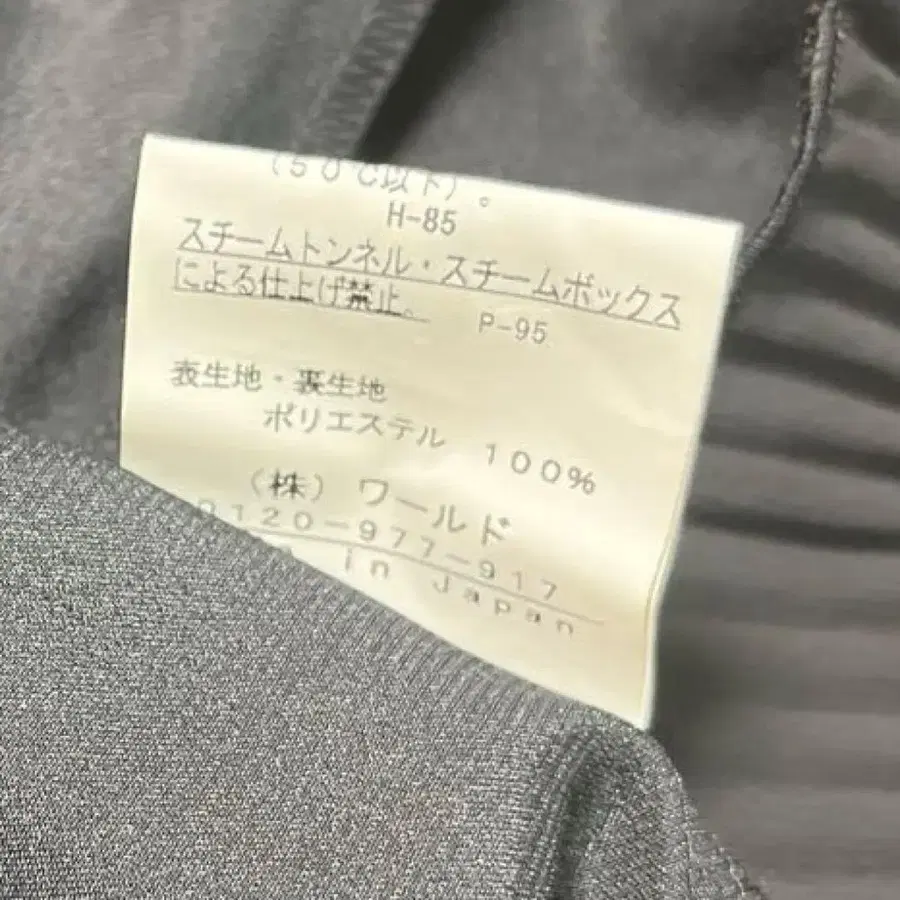 (50℃以下)。
H-85
スチームトンネル・スチームボックス
による仕上げ禁止。 P-95
表生地・裏生地
ポリエステル 100%
(株) ワールド
0120-977-917
in Japan